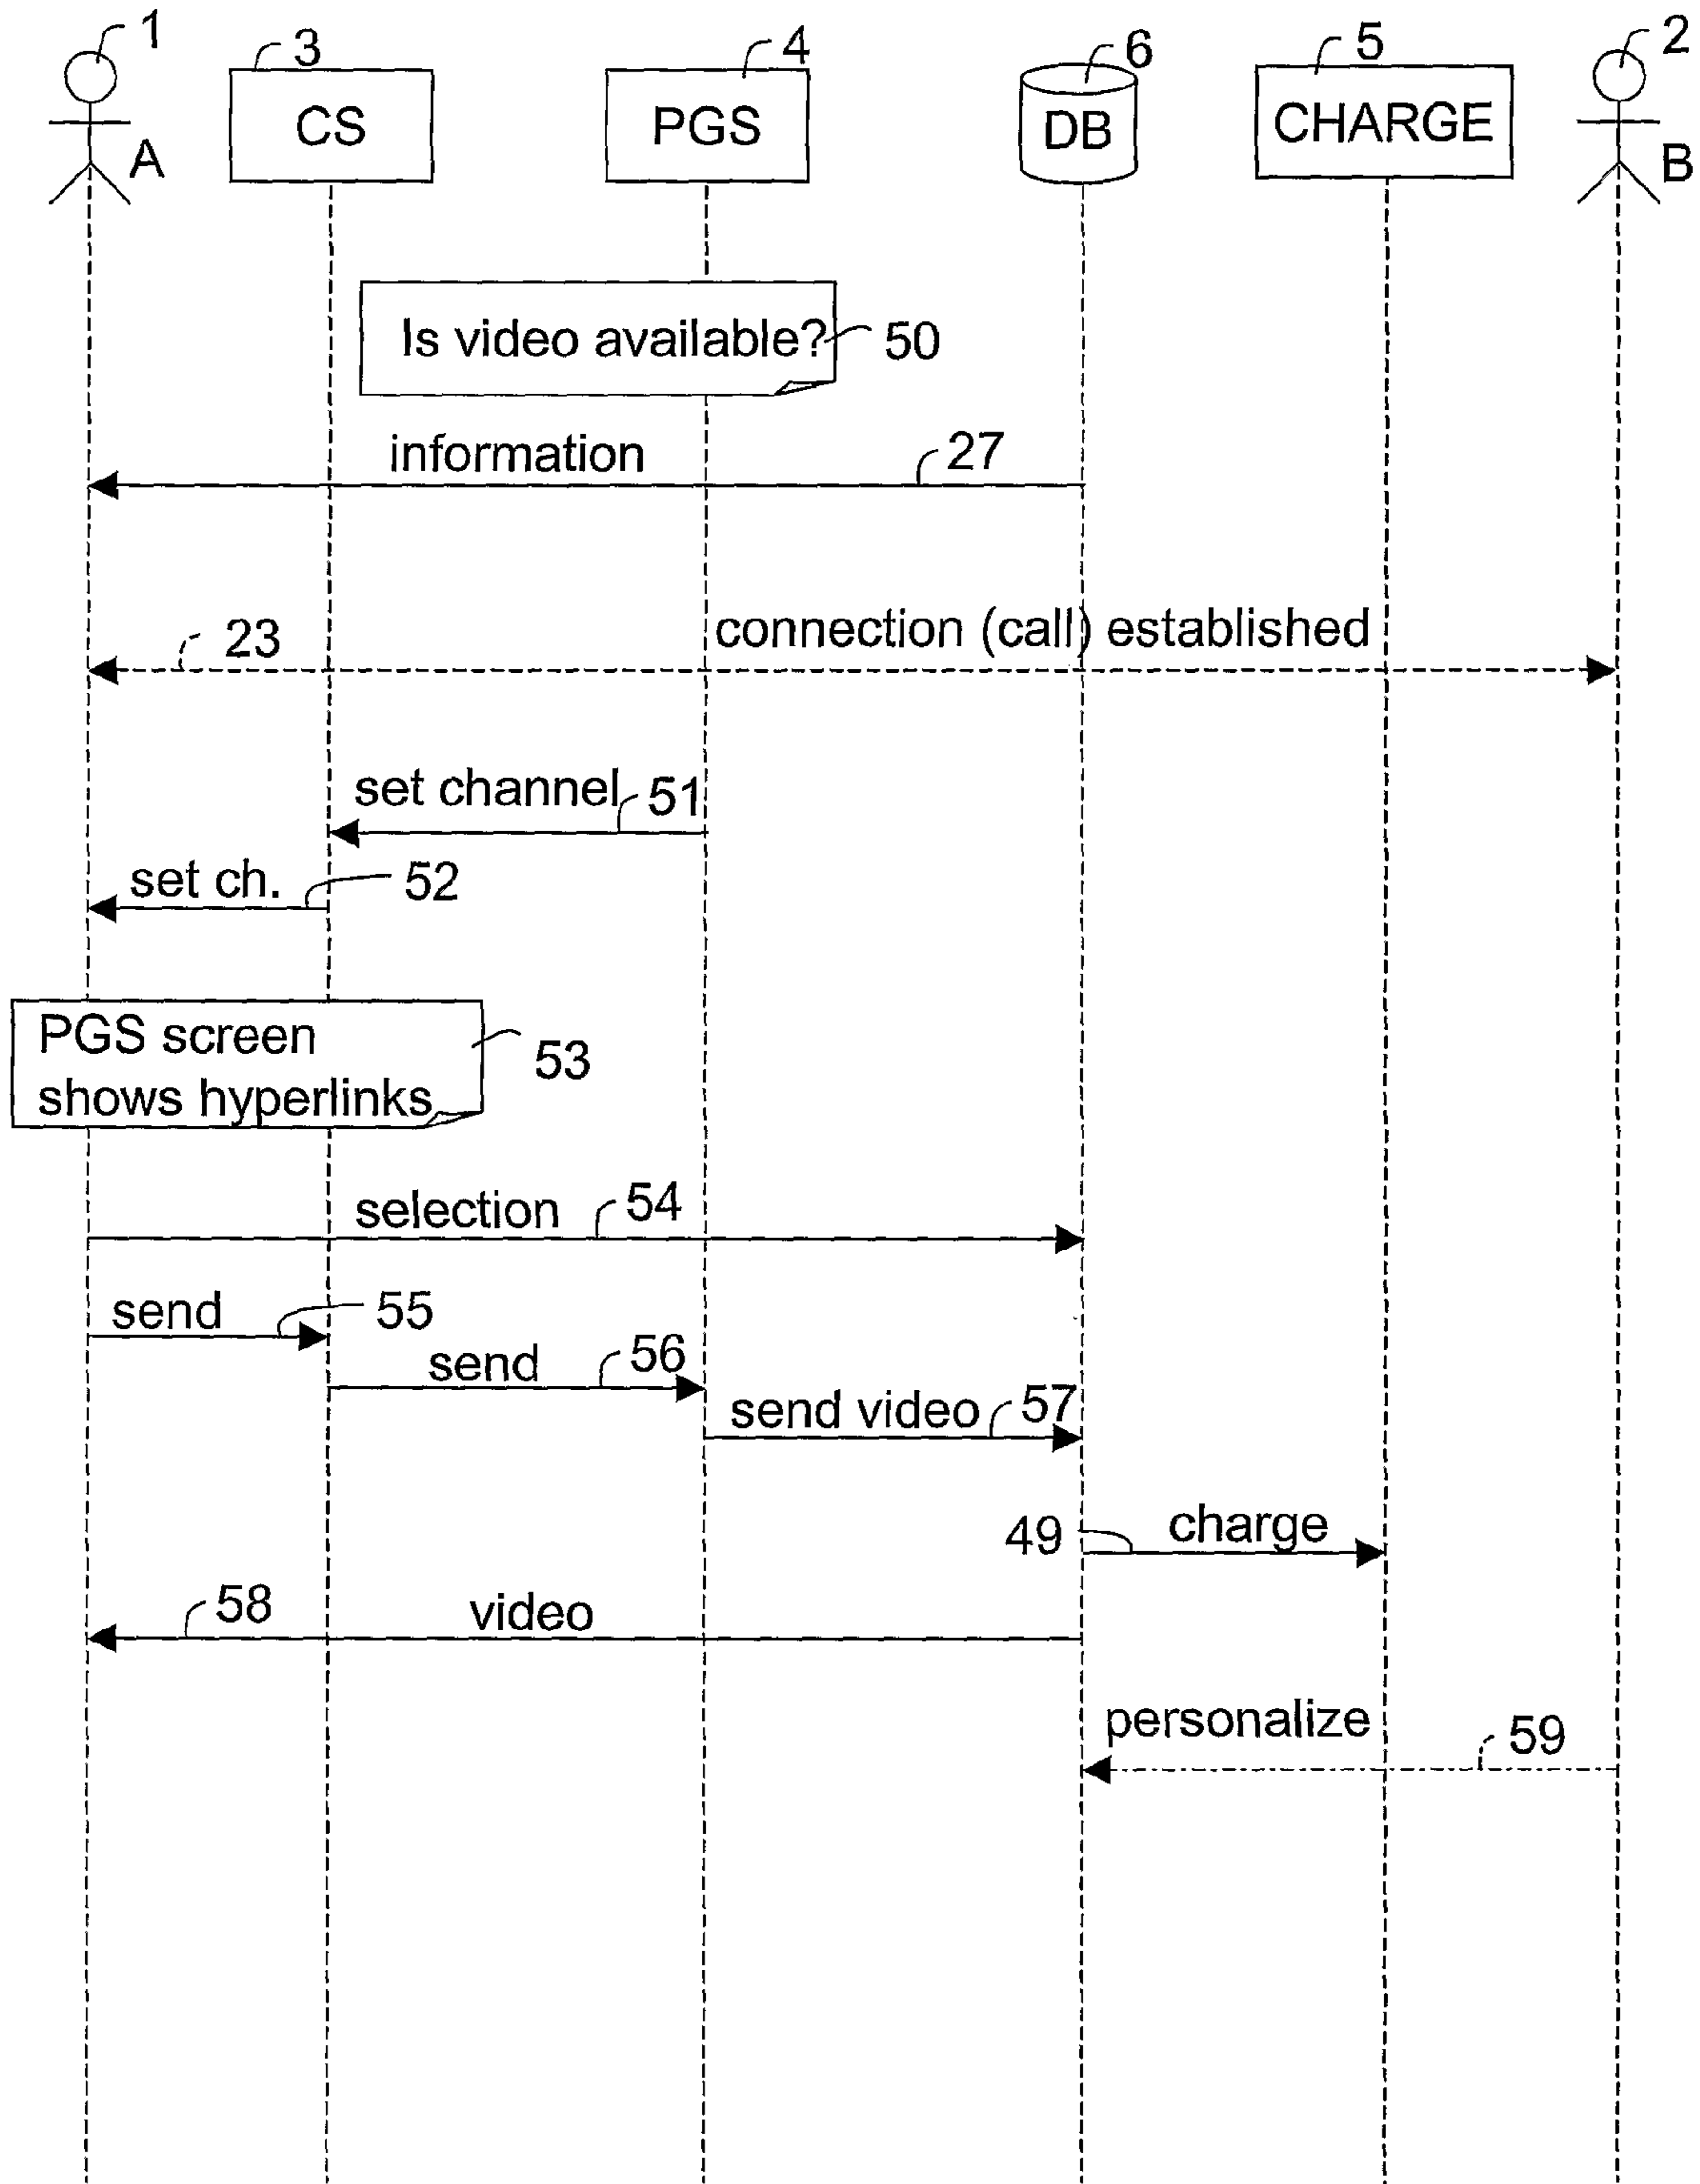 1
3
4
6
5
2
CS
PGS
DB
CHARGE
A
B
Is video available?
50
information
27
23
connection (call) established
set channel
51
set ch.
52
PGS screen
shows hyperlinks
53
selection
54
send
55
send
56
send video
57
49
charge
58
video
personalize
59